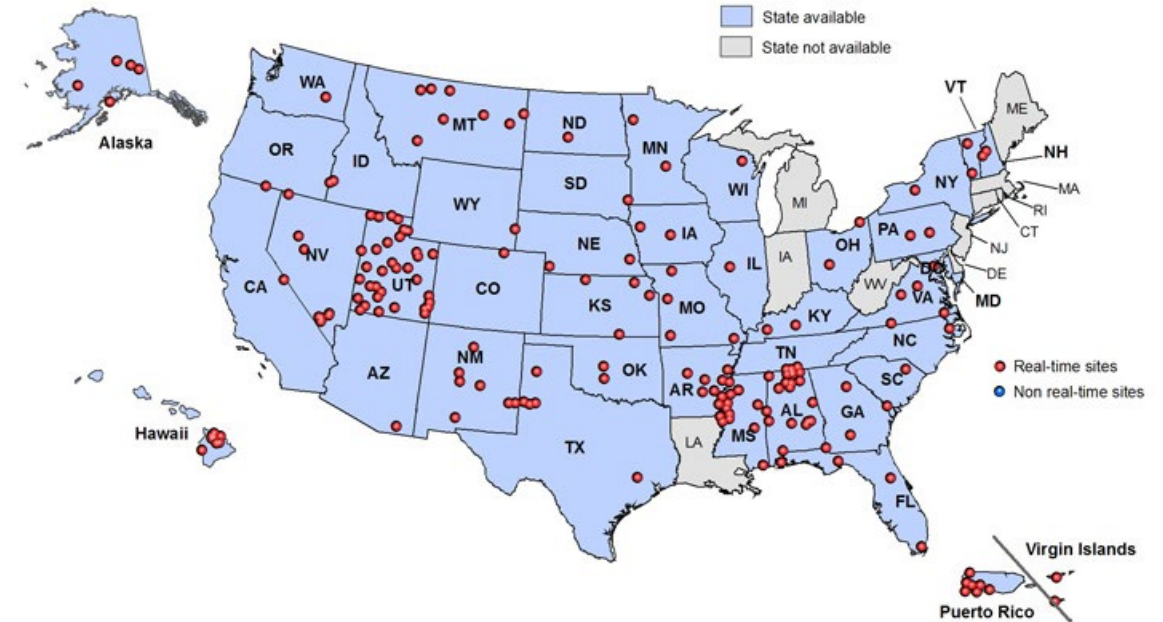 State available
State not available
VT
WA
ME
MT
ND
Alaska
OR
ID
MN
NH
SD
WI
NY
MA
WY
MI
RI
CT
NV
NE
IA
OH
PA
NJ
CA
UT
CO
IL
IA
WV
DE
VA
MD
KS
MO
KY
NC
TN
NM
OK
AZ
AR
SC
Real-time sites
Non real-time sites
AL
GA
Hawaii
MS
LA
TX
FL
Virgin Islands
Puerto Rico